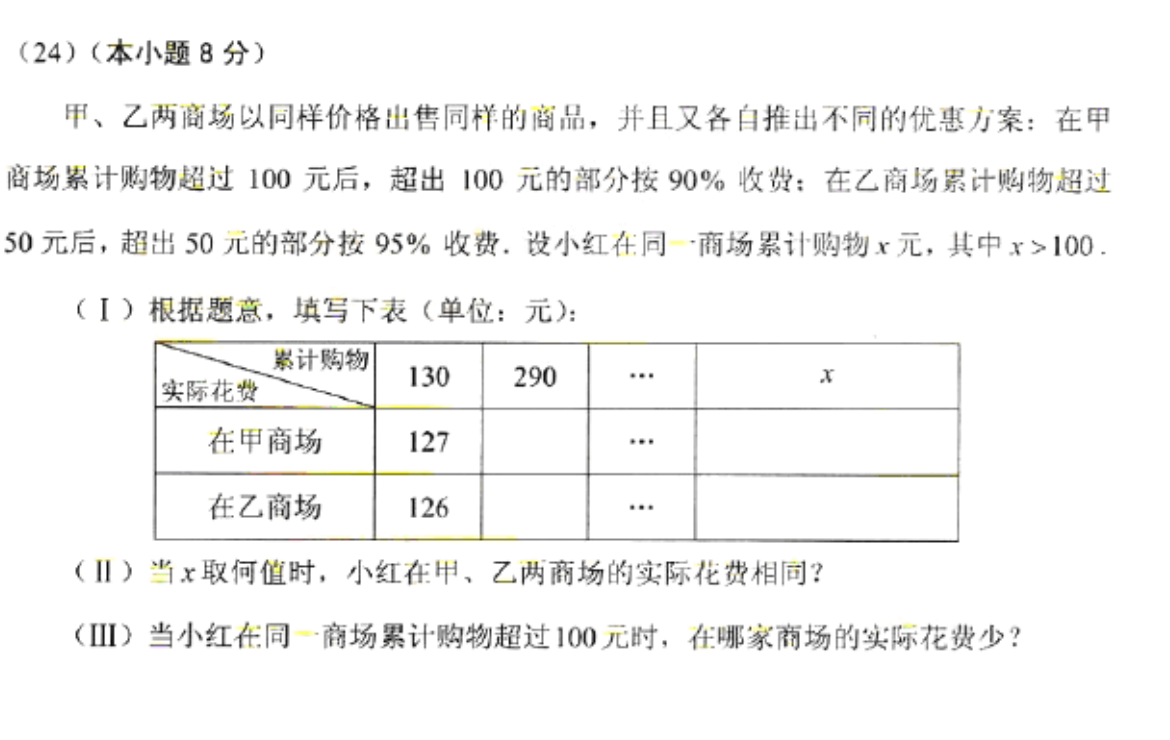 （24）（本小题 8 分）
甲、乙两商场以同样价格出售同样的商品，并且又各自推出不同的优惠方案：在甲
商场累计购物超过 100 元后，超出 100 元的部分按 90% 收费；在乙商场累计购物超过
50 元后，超出 50 元的部分按 95% 收费．设小红在同一商场累计购物 x 元，其中 x＞100．
（Ⅰ）根据题意，填写下表（单位：元）：
累计购物 130 290 … x
实际花费
在甲商场 127 …
在乙商场 126 …
（Ⅱ）当 x 取何值时，小红在甲、乙两商场的实际花费相同？
（Ⅲ）当小红在同一商场累计购物超过100元时，在哪家商场的实际花费少？